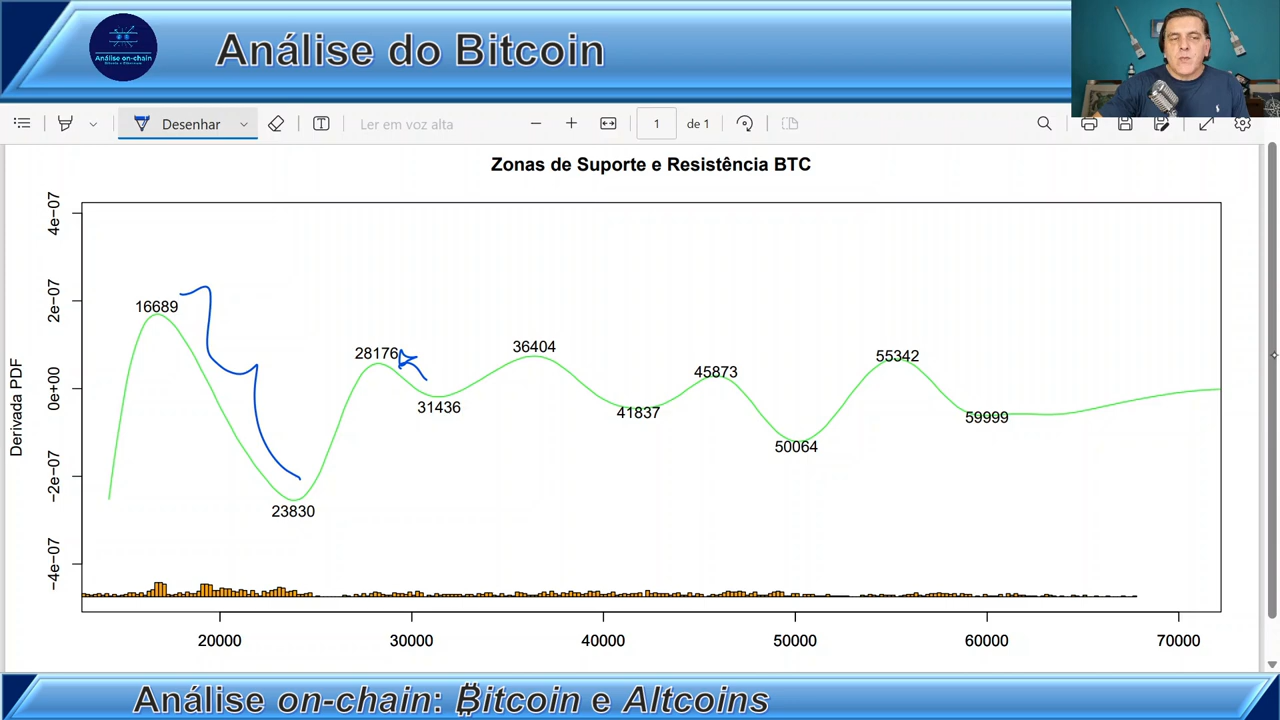 Análise do Bitcoin
Análise on-chain
Desenhar
Ler em voz alta
1
de 1
Zonas de Suporte e Resistência BTC
Derivada PDF
4e-07
2e-07
0e+00
−2e-07
−4e-07
16689
28176
36404
45873
55342
31436
41837
50064
59999
23830
20000 30000 40000 50000 60000 70000
Análise on-chain: ₿itcoin e Altcoins